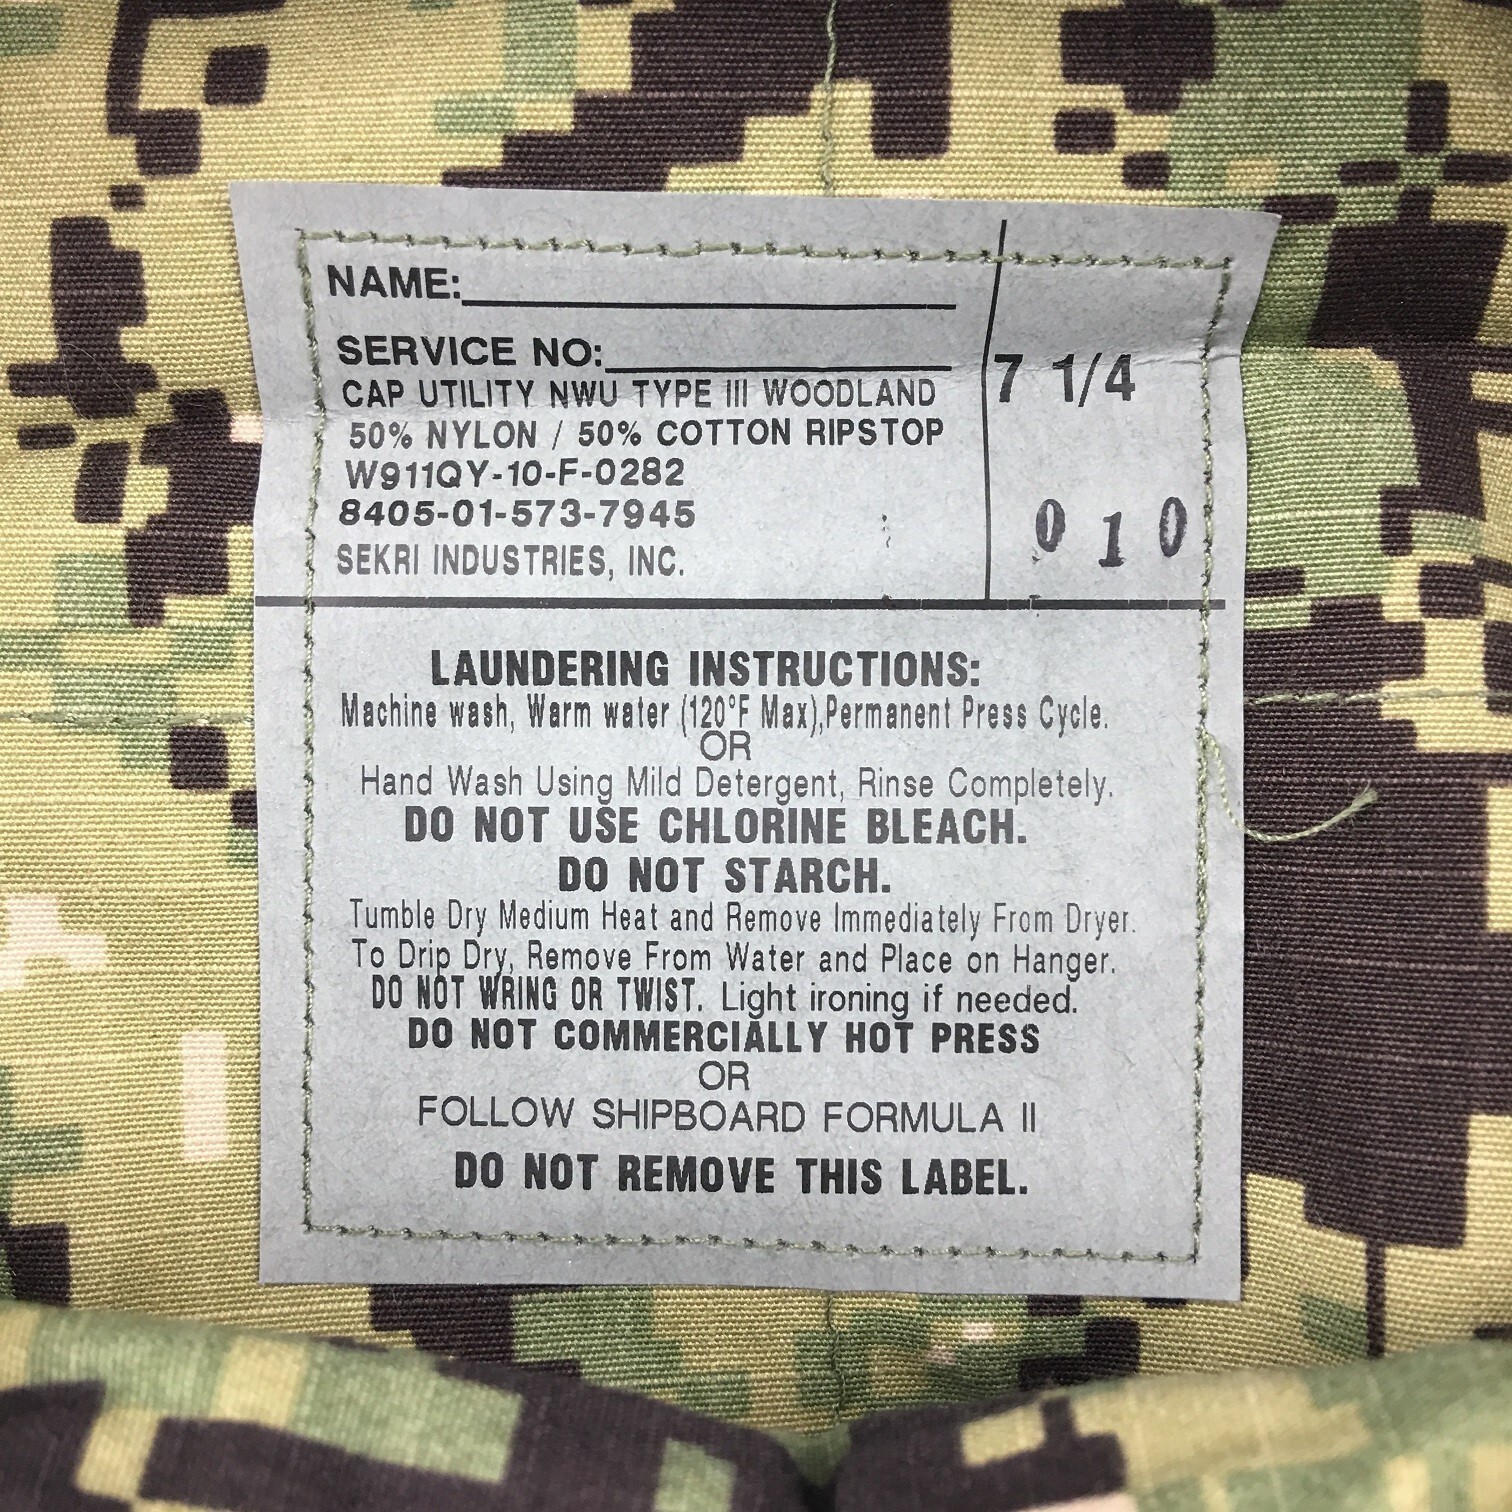 NAME:
SERVICE NO:
CAP UTILITY NWU TYPE III WOODLAND
50% NYLON / 50% COTTON RIPSTOP
W911QY-10-F-0282
8405-01-573-7945
SEKRI INDUSTRIES, INC.
7 1/4
010
LAUNDERING INSTRUCTIONS:
Machine wash, Warm water (120°F Max),Permanent Press Cycle.
OR
Hand Wash Using Mild Detergent, Rinse Completely.
DO NOT USE CHLORINE BLEACH.
DO NOT STARCH.
Tumble Dry Medium Heat and Remove Immediately From Dryer.
To Drip Dry, Remove From Water and Place on Hanger.
DO NOT WRING OR TWIST. Light ironing if needed.
DO NOT COMMERCIALLY HOT PRESS
OR
FOLLOW SHIPBOARD FORMULA II
DO NOT REMOVE THIS LABEL.